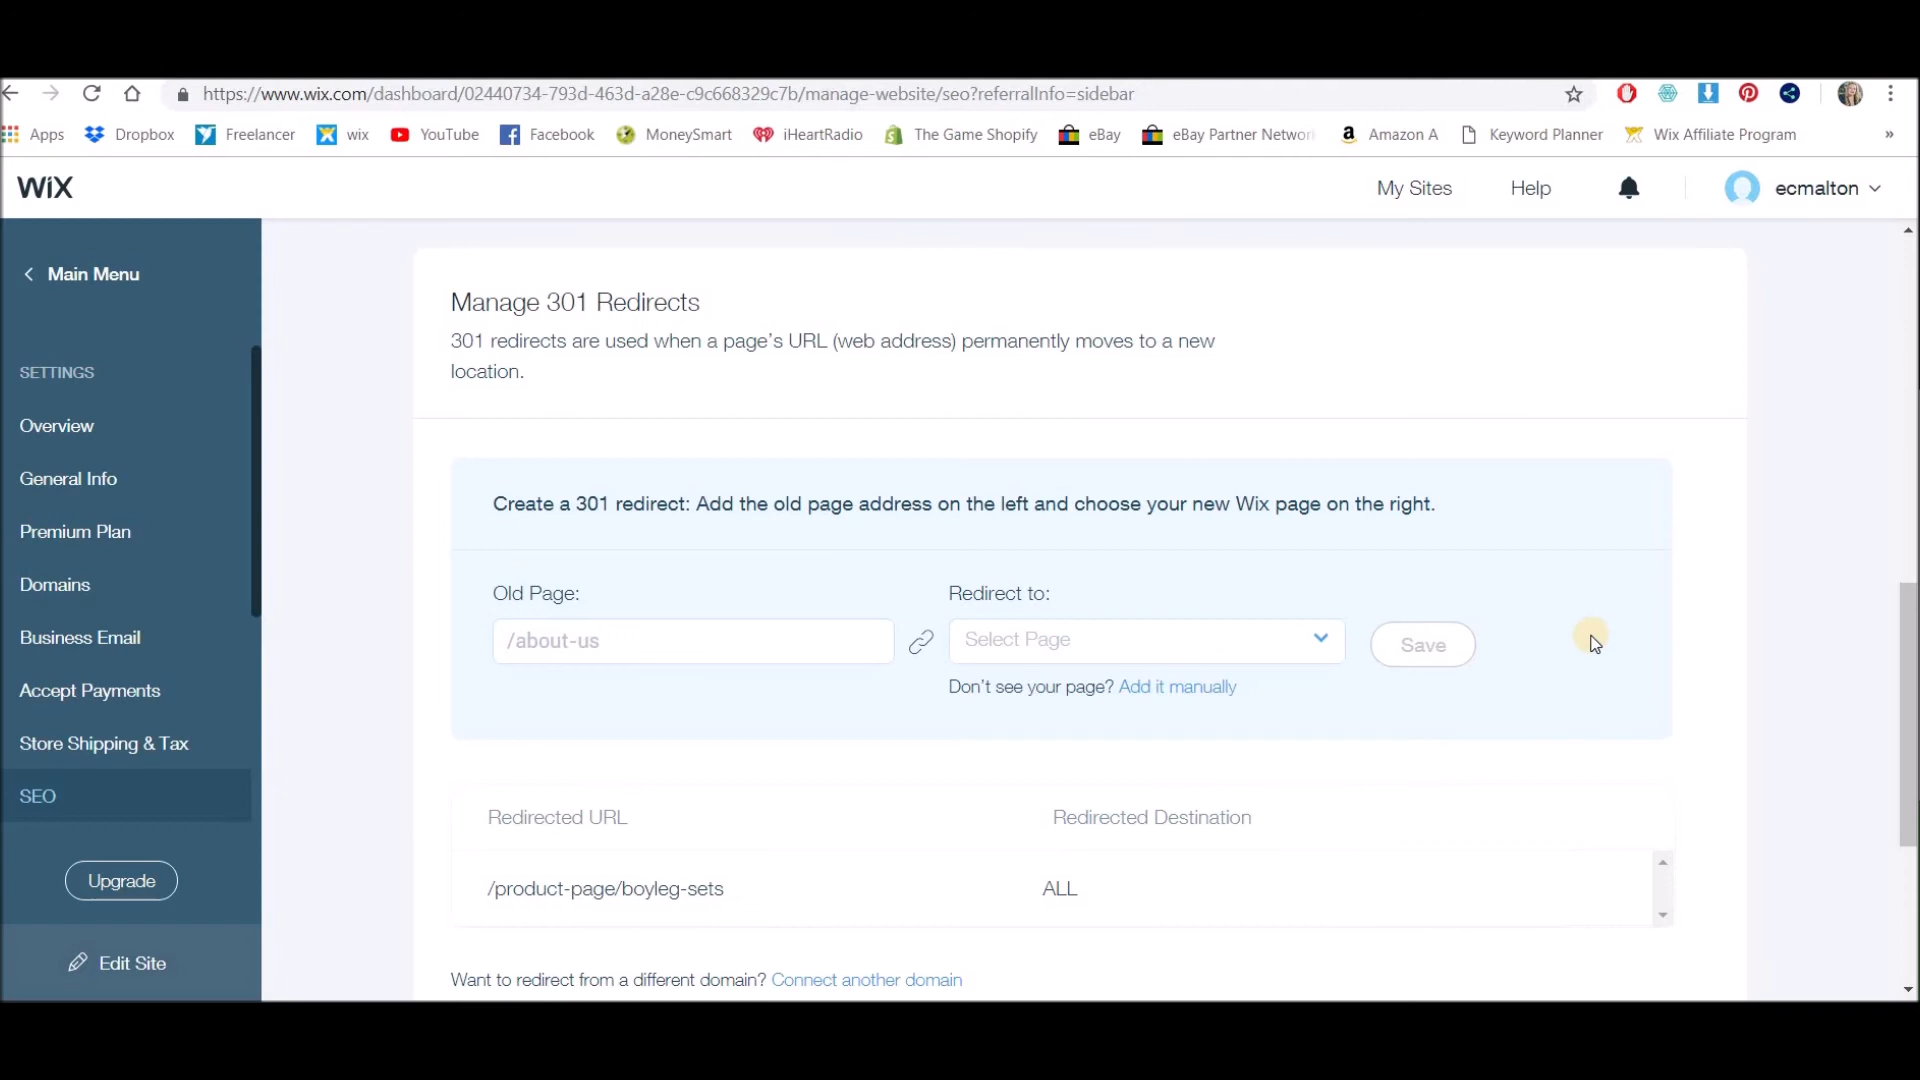 https://www.wix.com/dashboard/02440734-793d-463d-a28e-c9c668329c7b/manage-website/seo?referralInfo=sidebar
Apps Dropbox Freelancer wix YouTube Facebook MoneySmart iHeartRadio The Game Shopify eBay eBay Partner Networ Amazon A Keyword Planner Wix Affiliate Program »
WiX My Sites Help ecmalton
Main Menu
SETTINGS
Overview
General Info
Premium Plan
Domains
Business Email
Accept Payments
Store Shipping & Tax
SEO
Upgrade
Edit Site
Manage 301 Redirects
301 redirects are used when a page's URL (web address) permanently moves to a new
location.
Create a 301 redirect: Add the old page address on the left and choose your new Wix page on the right.
Old Page: Redirect to:
/about-us Select Page Save
Don't see your page? Add it manually
Redirected URL Redirected Destination
/product-page/boyleg-sets ALL
Want to redirect from a different domain? Connect another domain